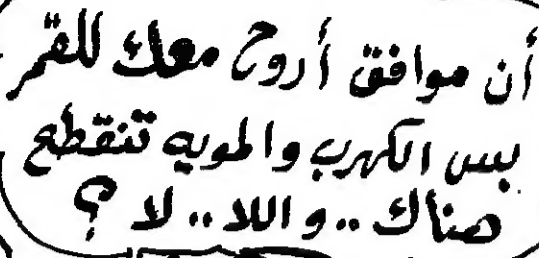 أن موافق أروح معك للقمر
بس الكهرب والمويه تنقطع
هناك .. واللا .. لا ؟